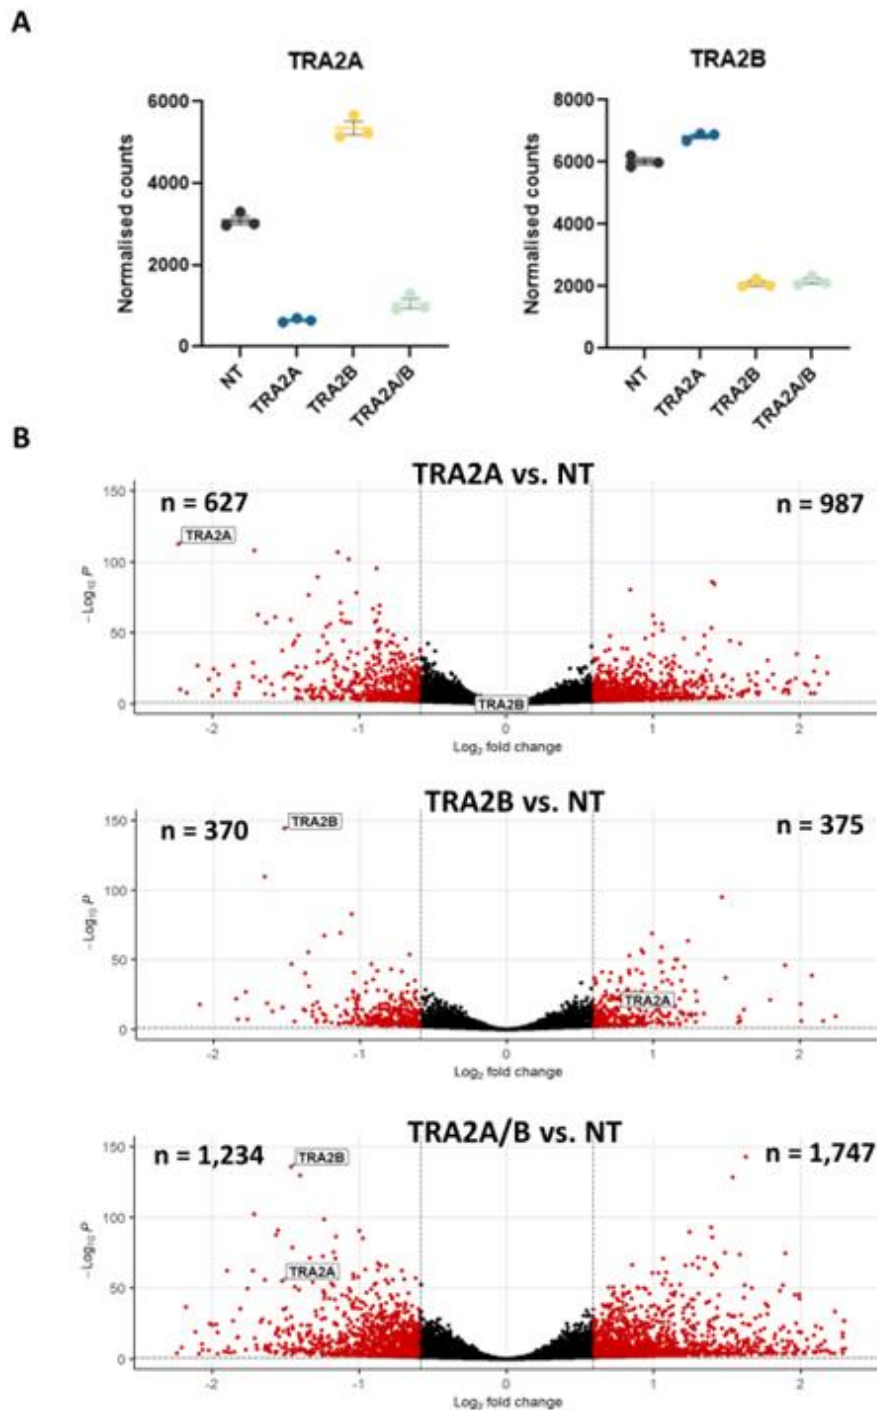 A
TRA2A
Normalised counts
6000
4000
2000
0
NT
TRA2A
TRA2B
TRA2A/B
TRA2B
Normalised counts
8000
6000
4000
2000
0
NT
TRA2A
TRA2B
TRA2A/B
B
TRA2A vs. NT
n = 627
n = 987
TRA2A
TRA2B
150
100
50
0
-Log₁₀ P
-2
-1
0
1
2
Log₂ fold change
TRA2B vs. NT
n = 370
n = 375
TRA2B
TRA2A
150
100
50
0
-Log₁₀ P
-2
-1
0
1
2
Log₂ fold change
TRA2A/B vs. NT
n = 1,234
n = 1,747
TRA2B
TRA2A
150
100
50
0
-Log₁₀ P
-2
-1
0
1
2
Log₂ fold change